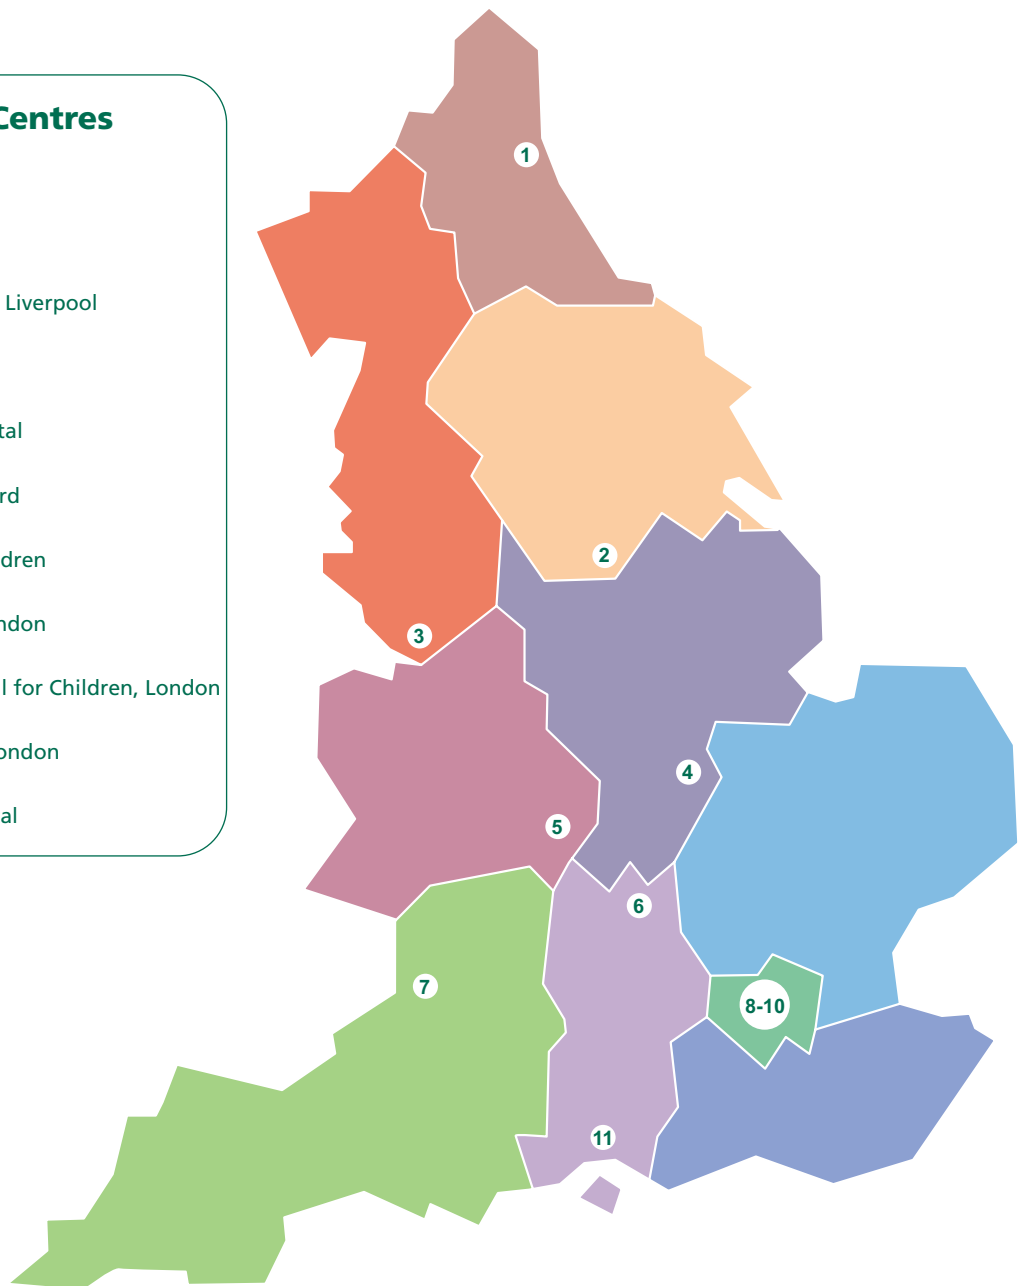 Centres
Liverpool
tal
rd
dren
ndon
l for Children, London
ondon
al
1
2
3
4
5
6
7
8-10
11